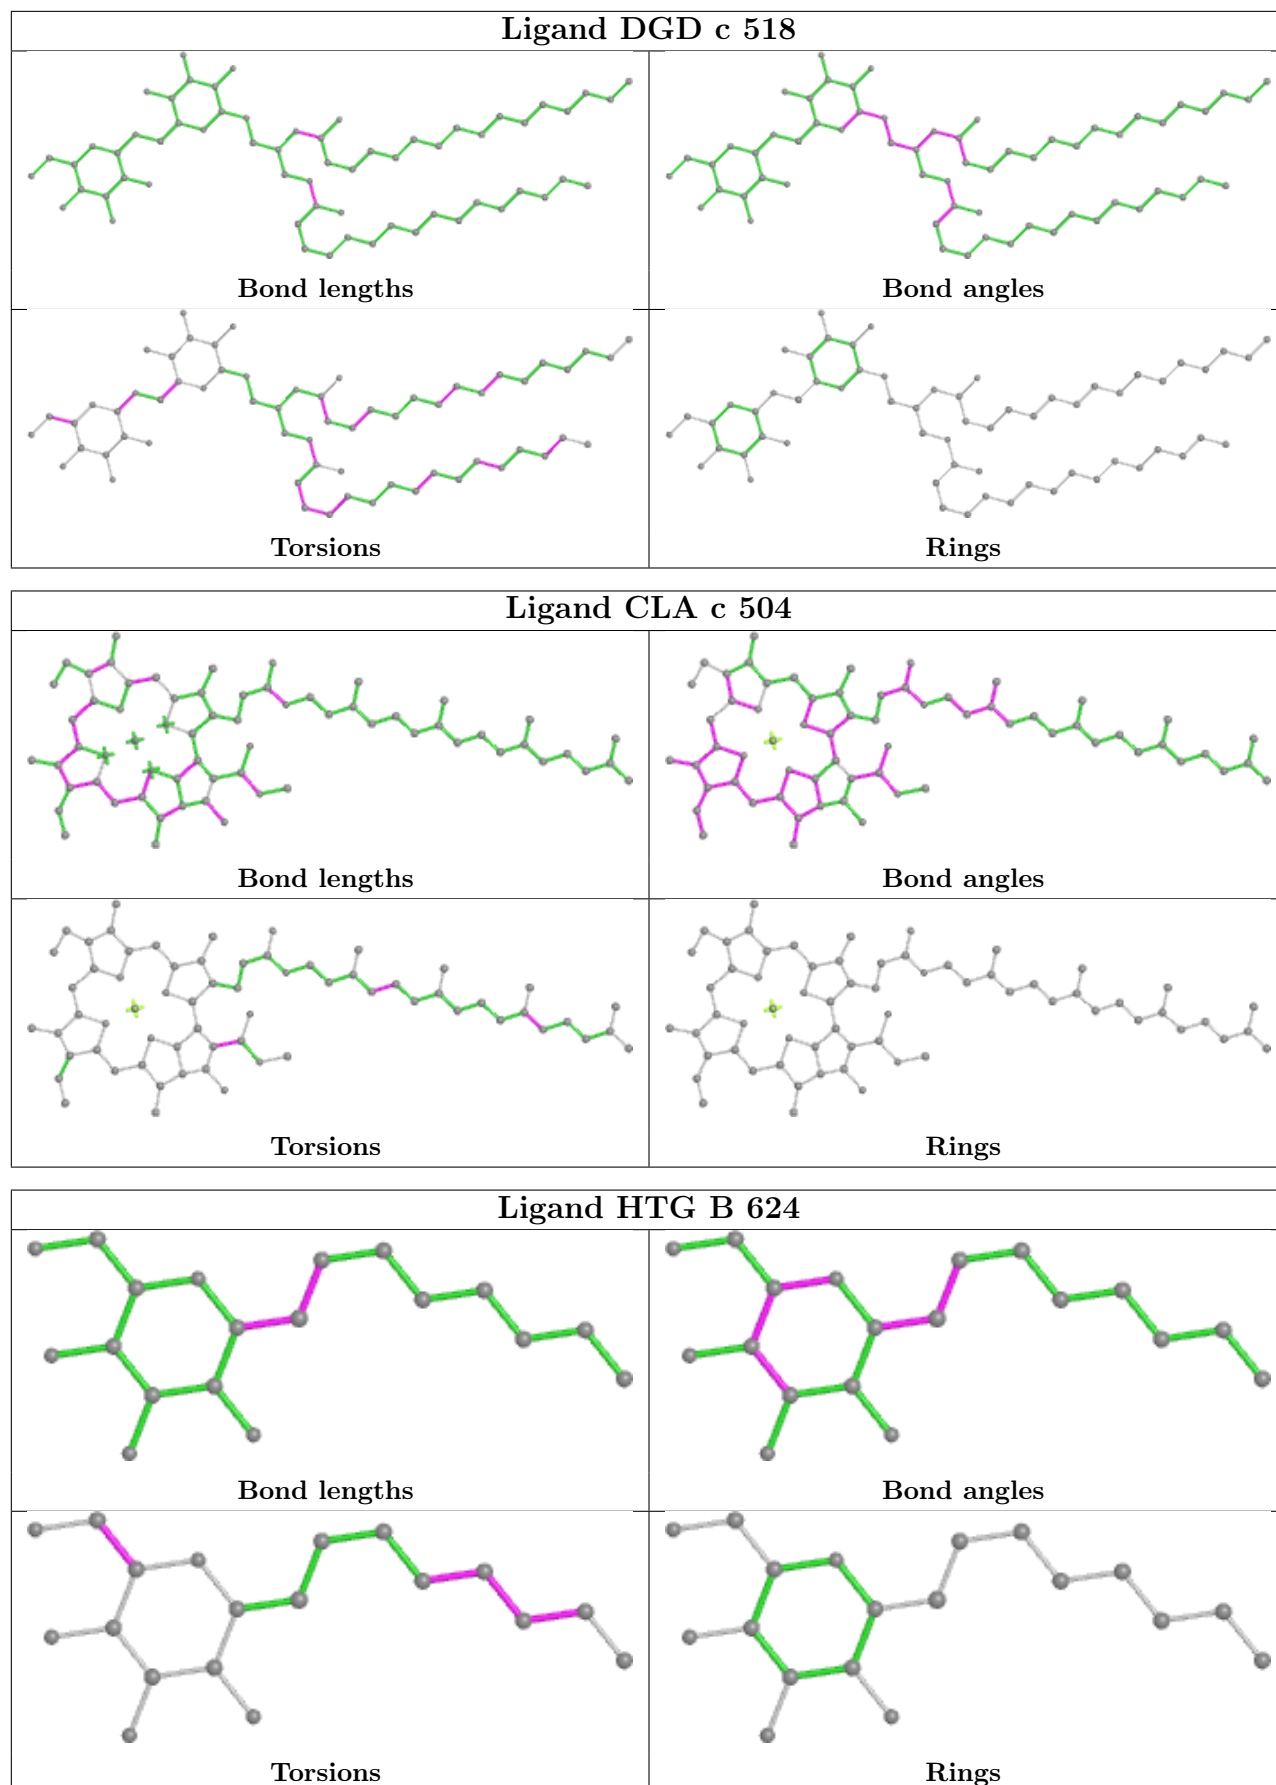 Ligand DGD c 518
Bond lengths
Bond angles
Torsions
Rings
Ligand CLA c 504
Bond lengths
Bond angles
Torsions
Rings
Ligand HTG B 624
Bond lengths
Bond angles
Torsions
Rings